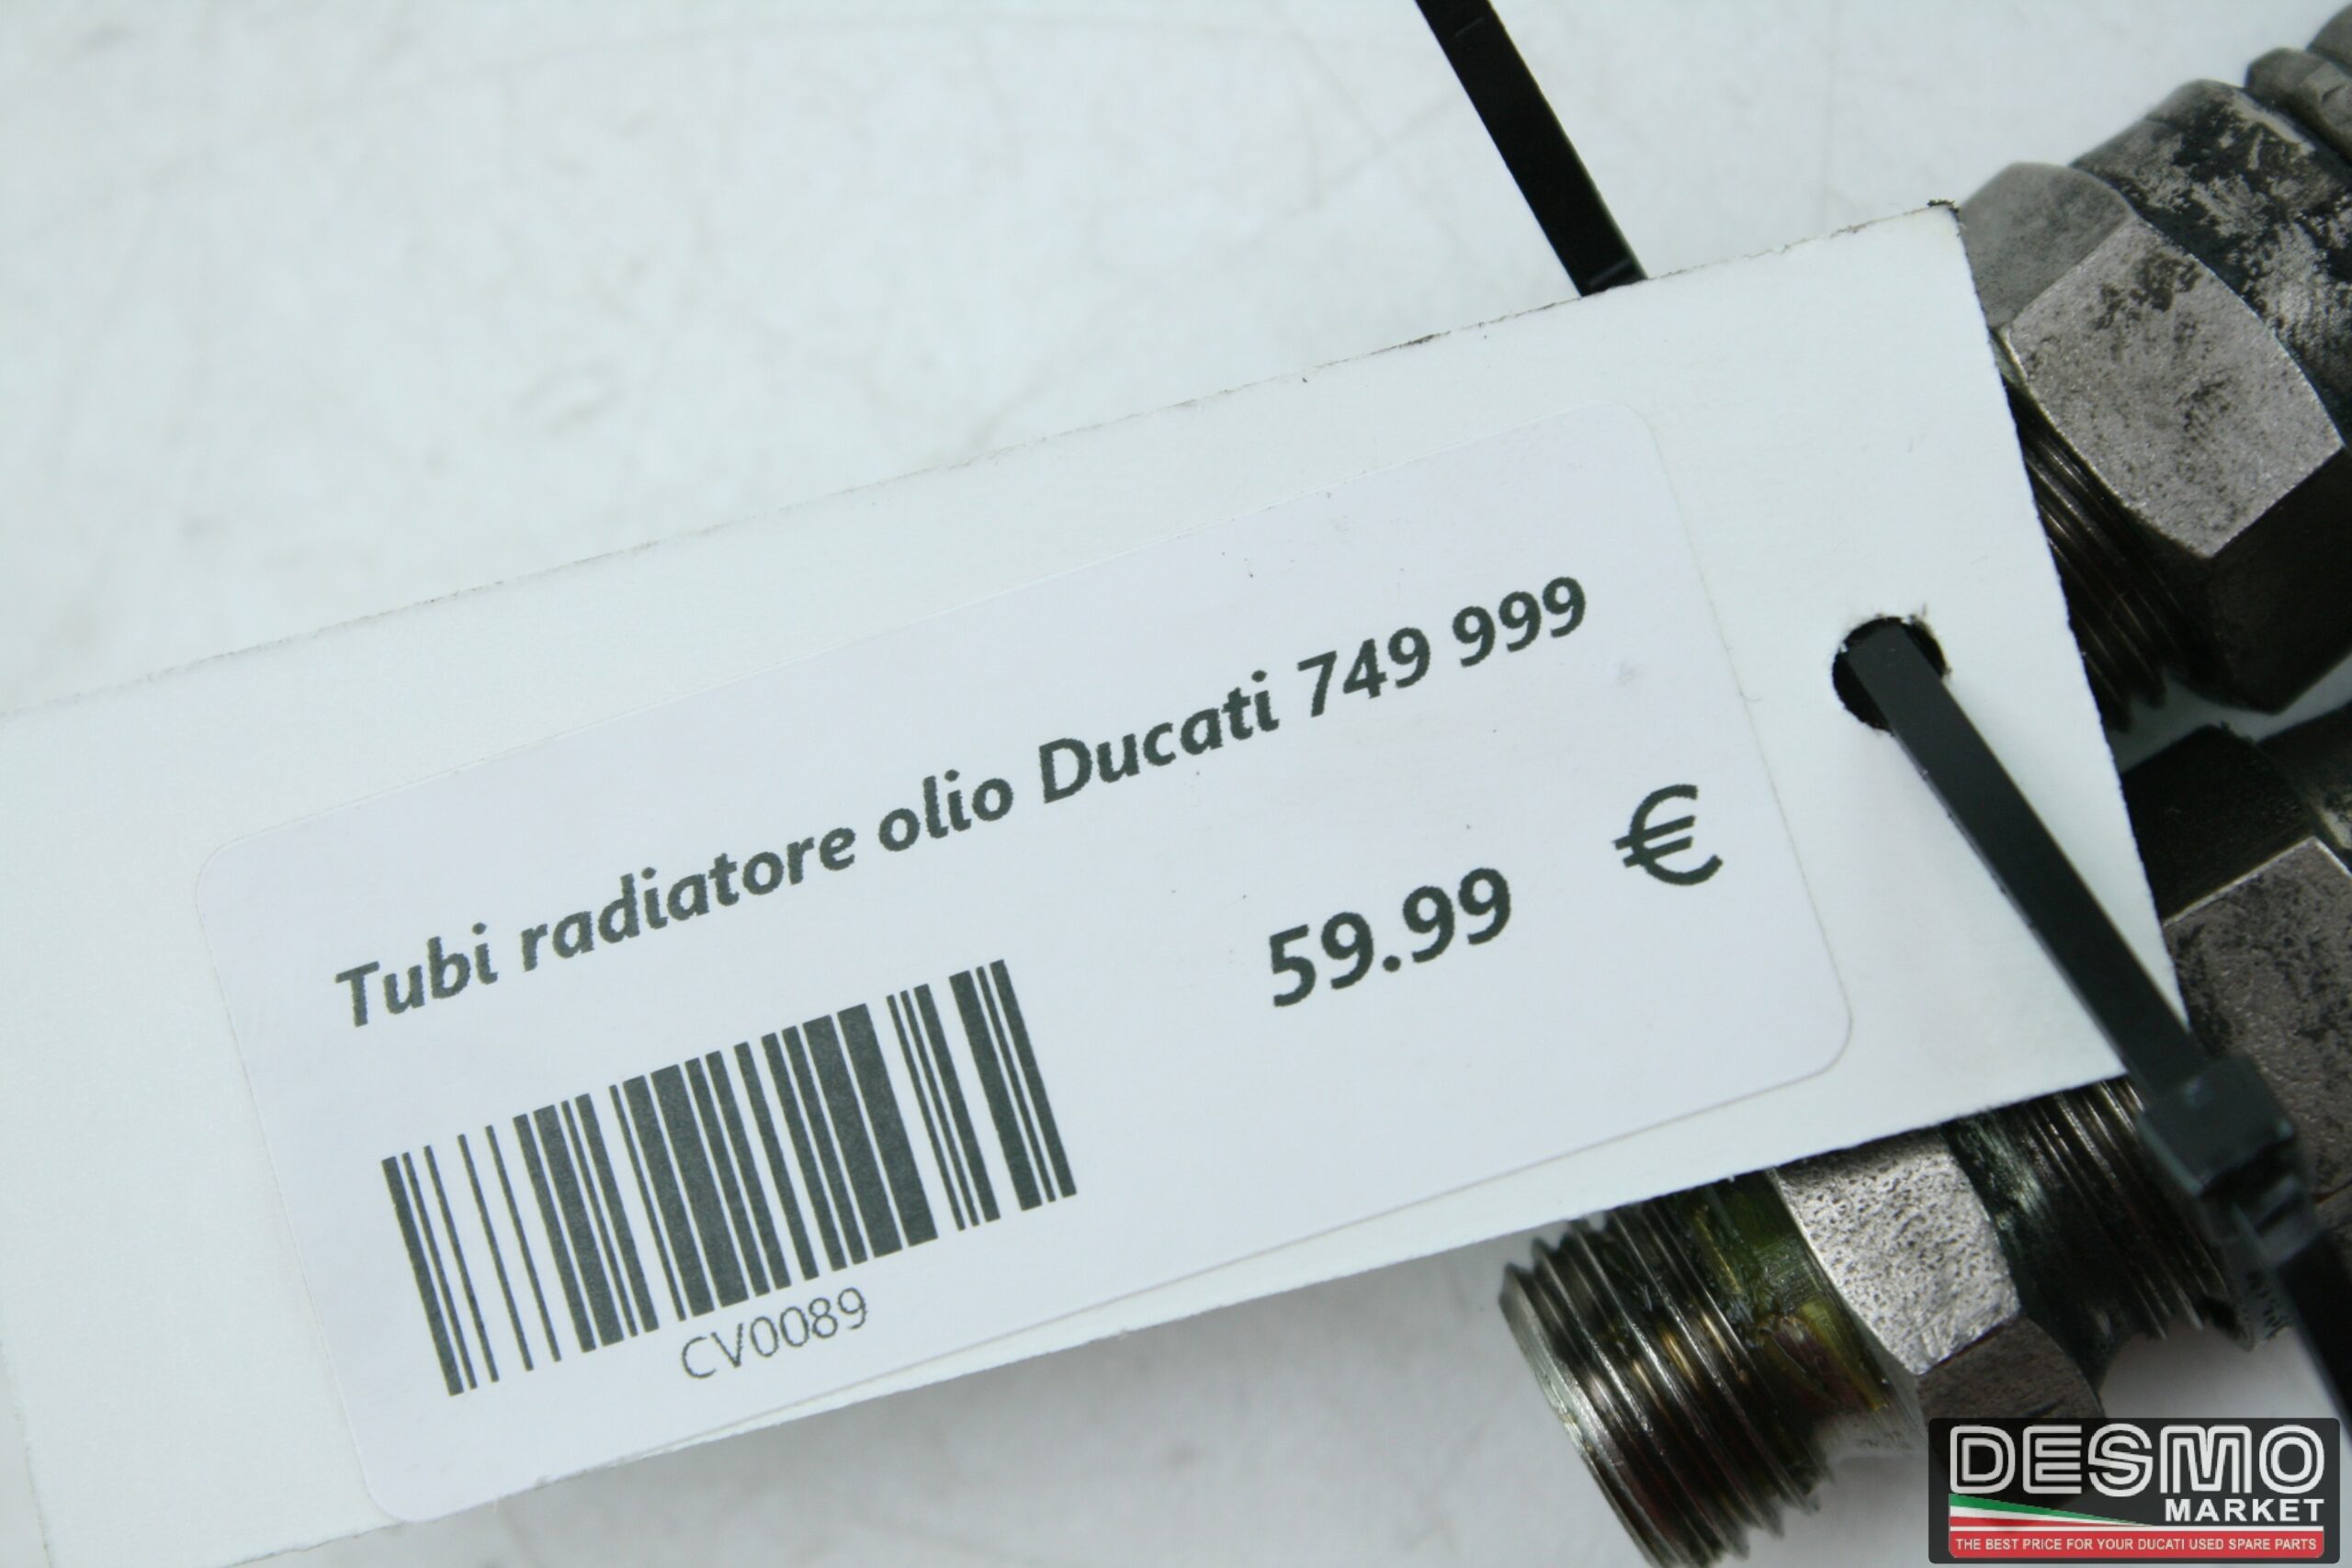 Tubi radiatore olio Ducati 749 999
59.99 €
CV0089
DESMO
MARKET
THE BEST PRICE FOR YOUR DUCATI USED SPARE PARTS